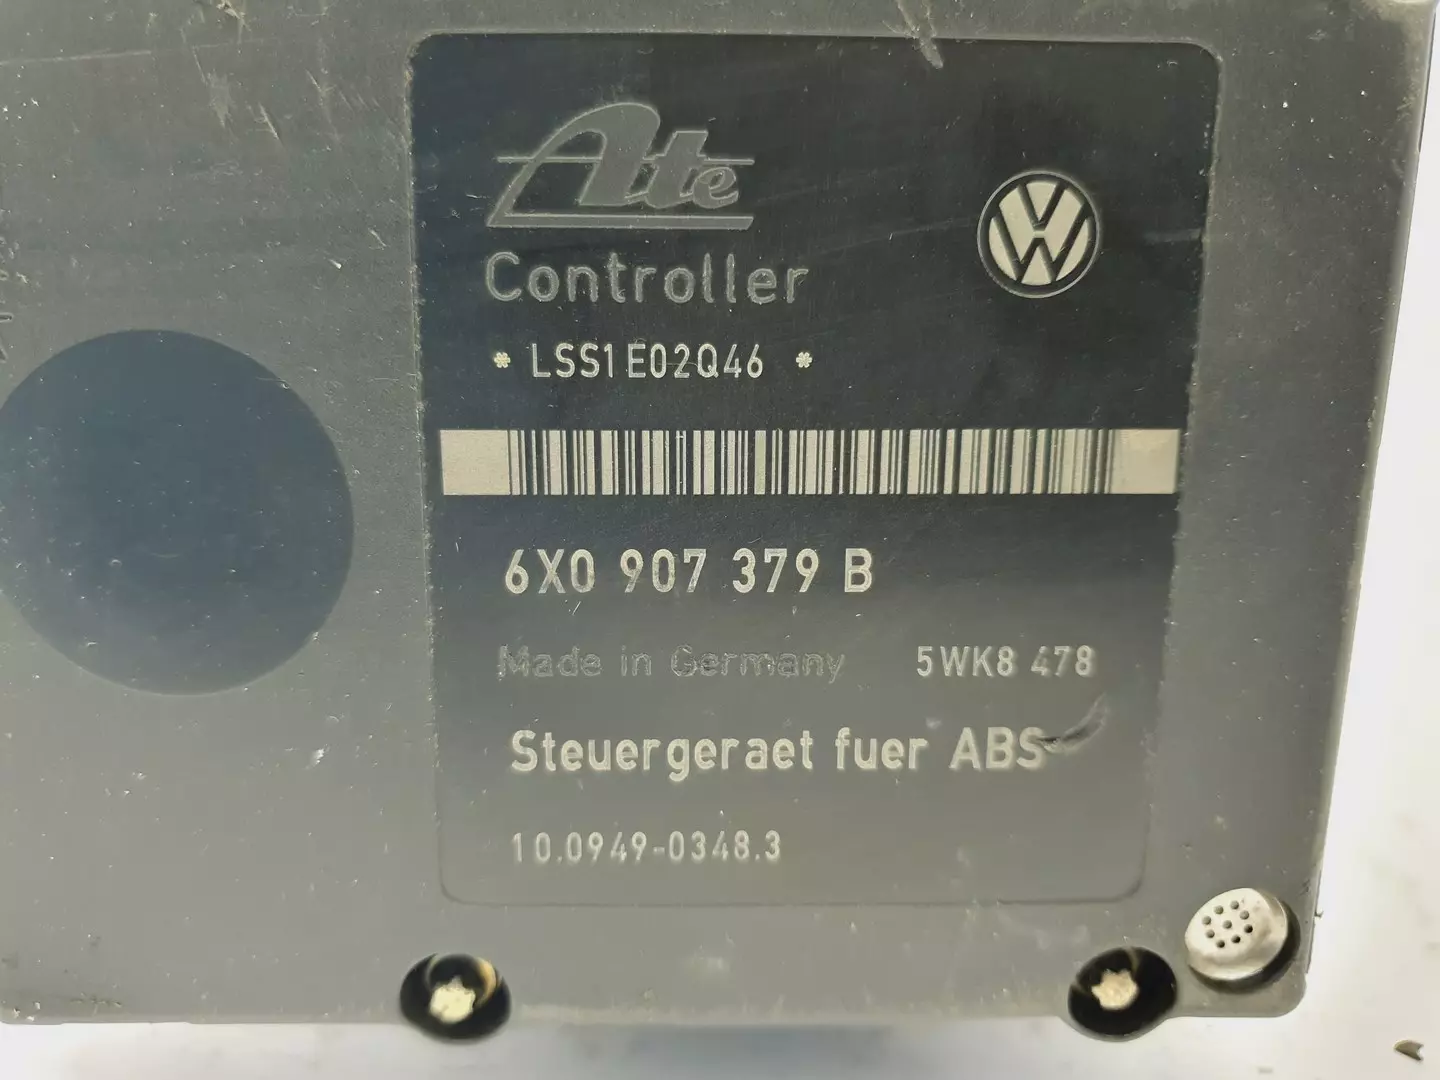 Ate
Controller
* LSS1E02Q46 *
6X0 907 379 B
Made in Germany 5WK8 478
Steuergeraet fuer ABS
10.0949-0348.3